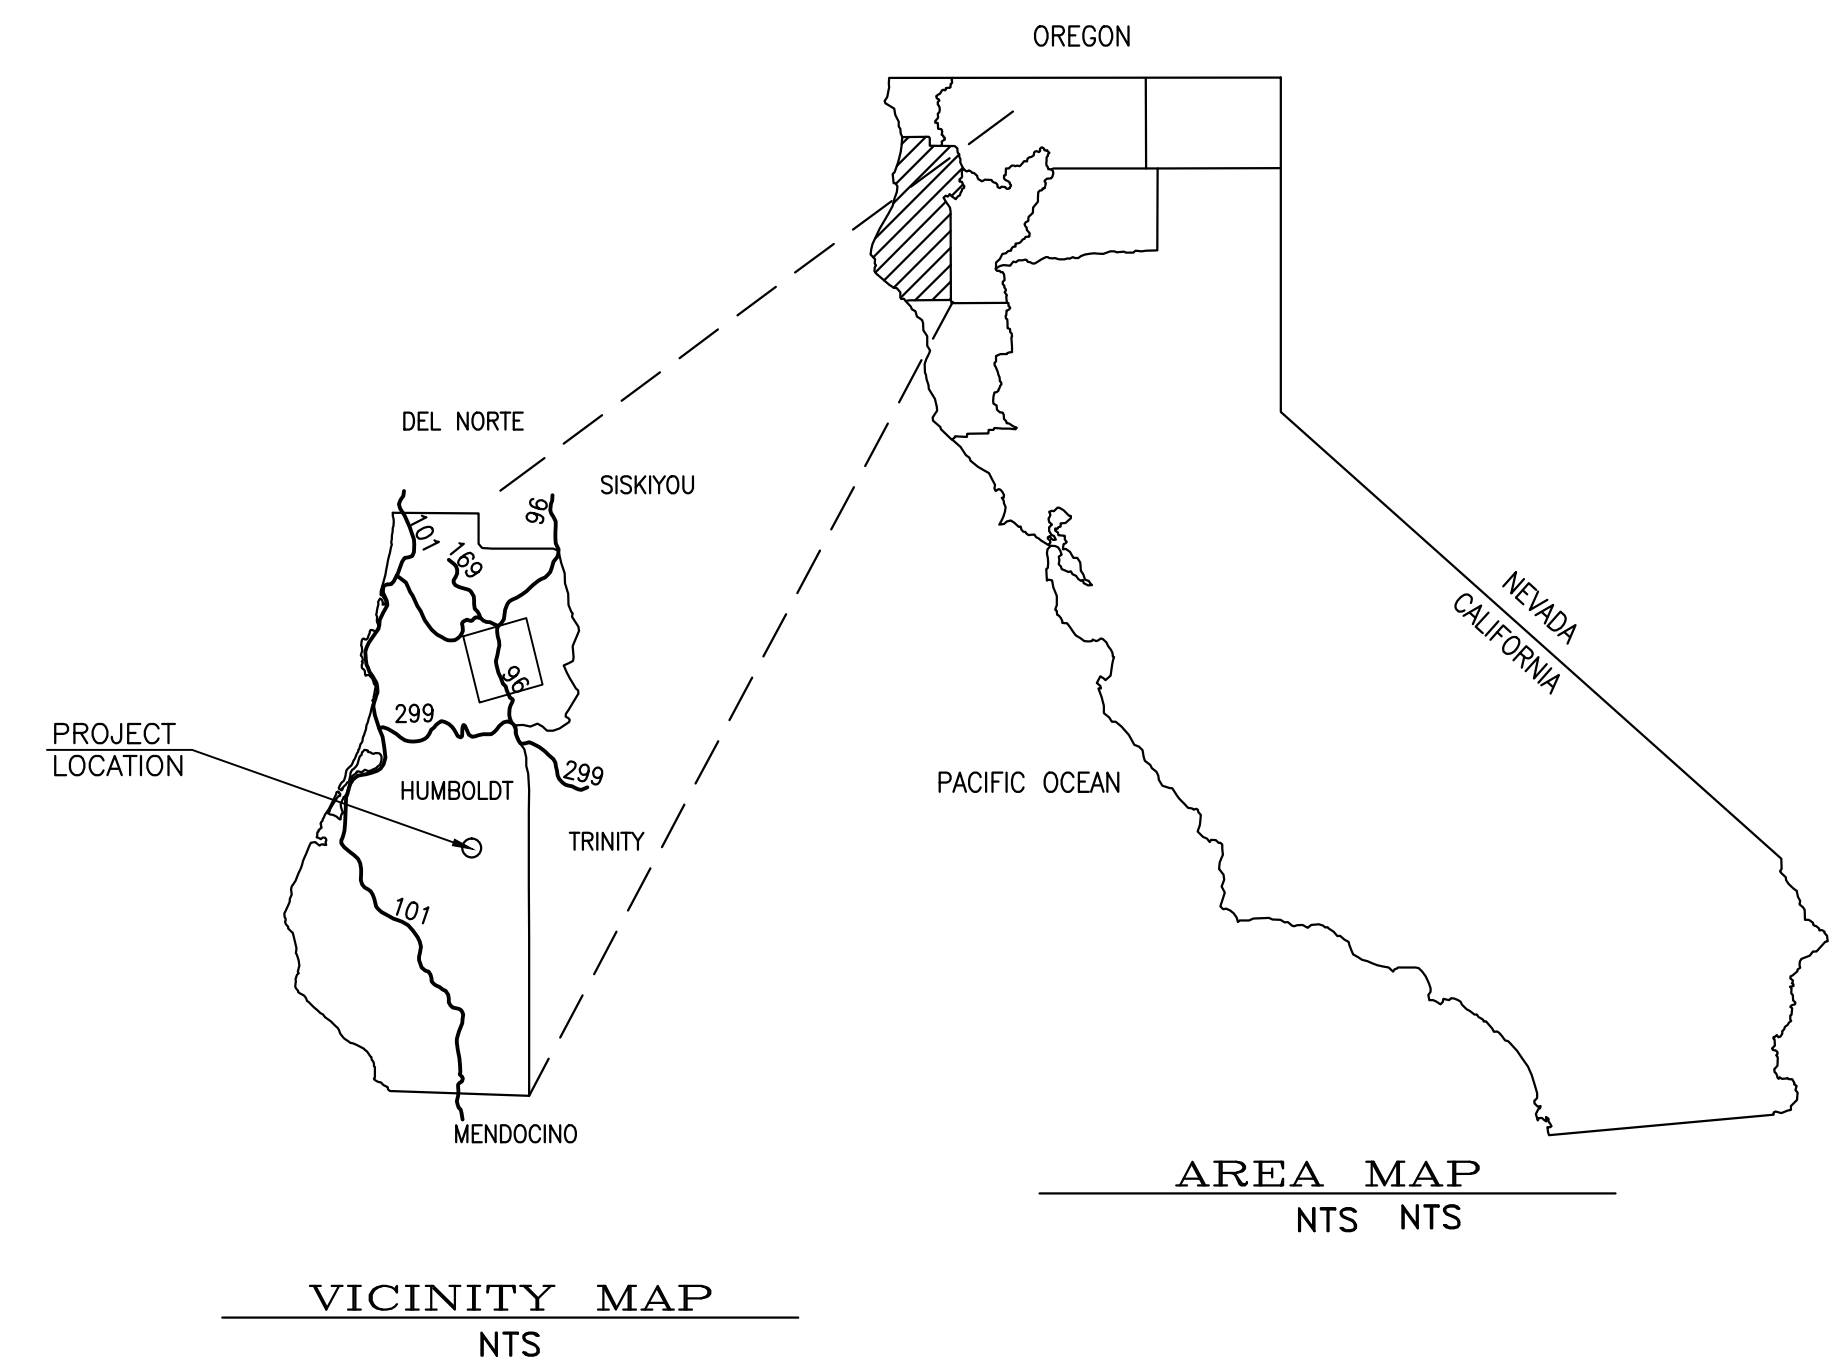 OREGON
DEL NORTE
SISKIYOU
96
101
169
96
299
PROJECT
LOCATION
299
HUMBOLDT
TRINITY
101
MENDOCINO
NEVADA
CALIFORNIA
PACIFIC OCEAN
AREA MAP
NTS NTS
VICINITY MAP
NTS